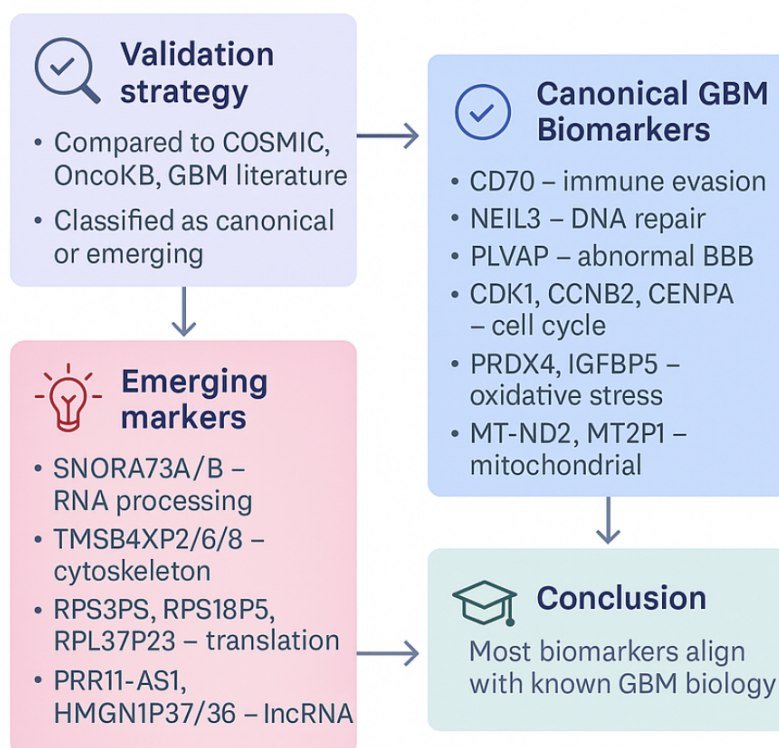 Validation
strategy
• Compared to COSMIC,
OncoKB, GBM literature
• Classified as canonical
or emerging
Canonical GBM
Biomarkers
• CD70 – immune evasion
• NEIL3 – DNA repair
• PLVAP – abnormal BBB
• CDK1, CCNB2, CENPA
– cell cycle
• PRDX4, IGFBP5 –
oxidative stress
• MT-ND2, MT2P1 –
mitochondrial
Emerging
markers
• SNORA73A/B –
RNA processing
• TMSB4XP2/6/8 –
cytoskeleton
• RPS3PS, RPS18P5,
RPL37P23 – translation
• PRR11-AS1,
HMGN1P37/36 – lncRNA
Conclusion
Most biomarkers align
with known GBM biology